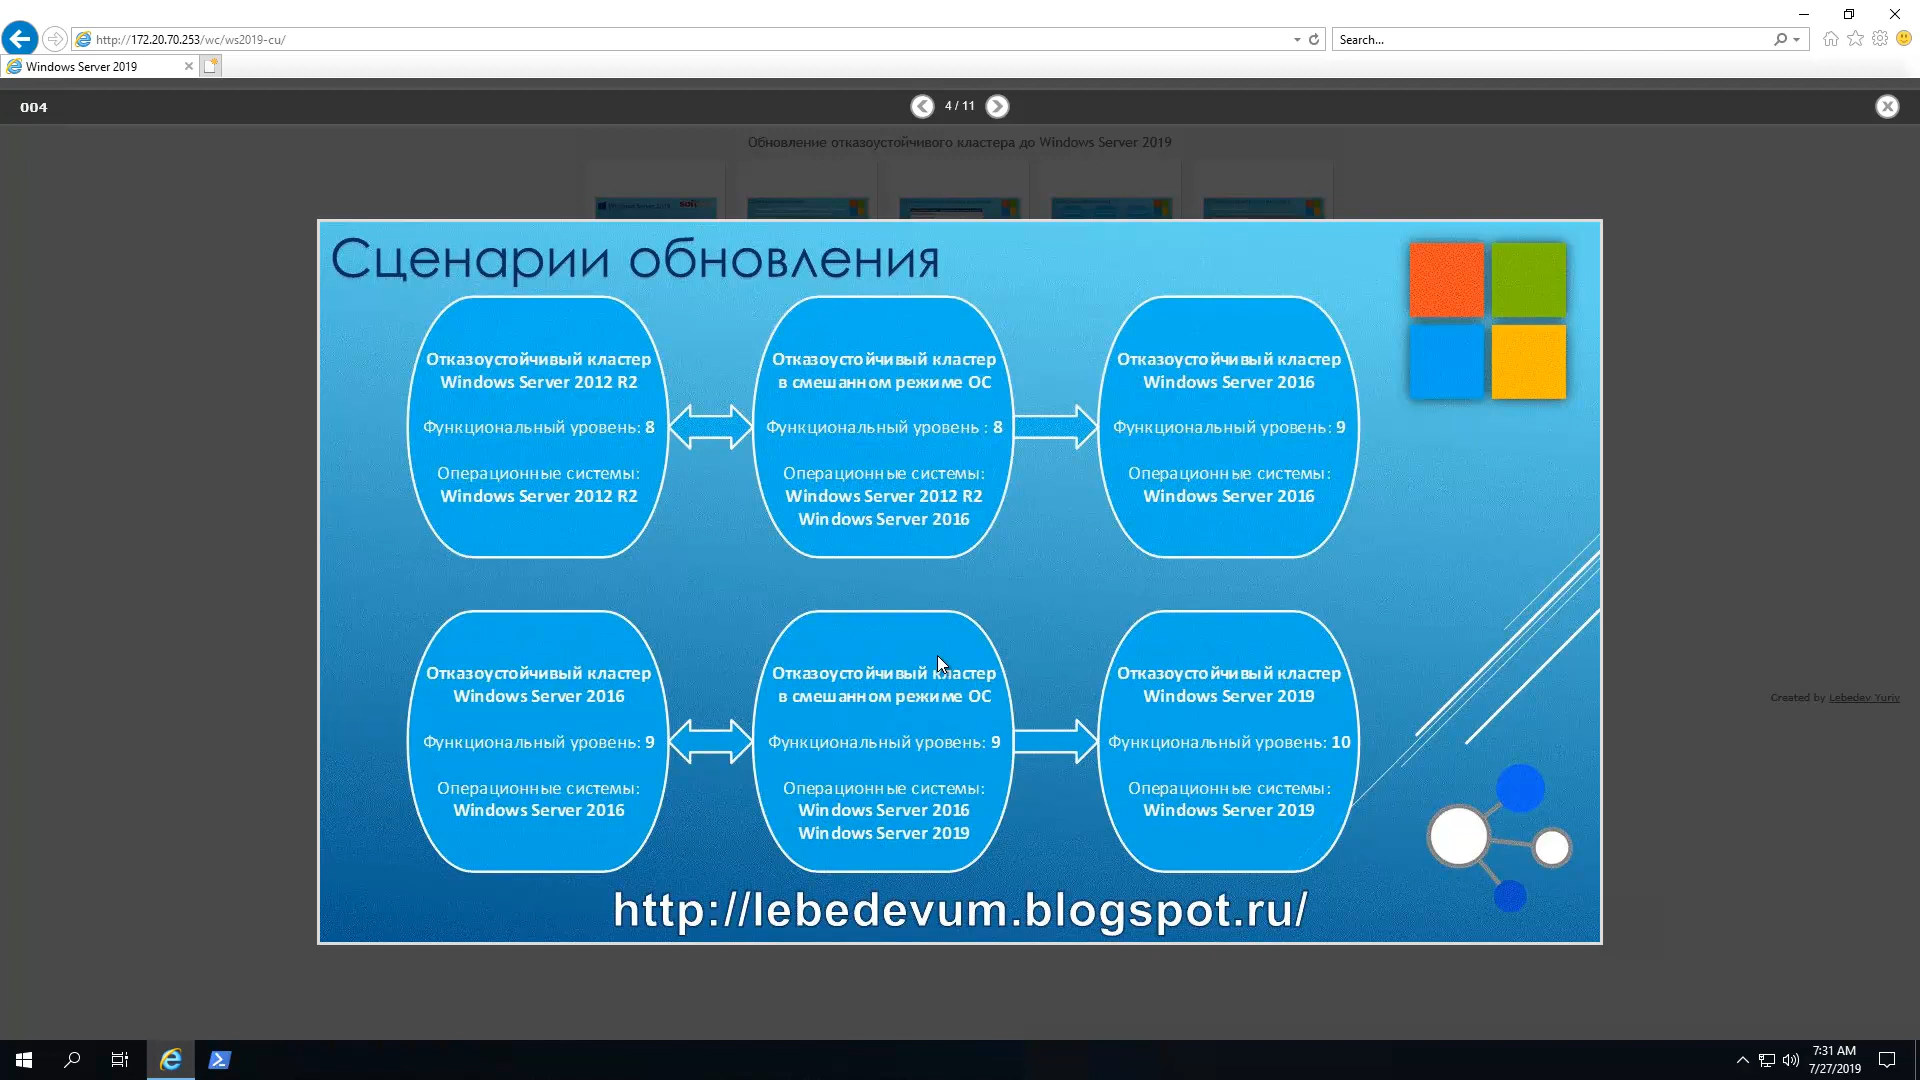 http://172.20.70.253/wc/ws2019-cu/
Search...
Windows Server 2019
004
4 / 11
Обновление отказоустойчивого кластера до Windows Server 2019
Сценарии обновления
Отказоустойчивый кластер
Windows Server 2012 R2
Функциональный уровень: 8
Операционные системы:
Windows Server 2012 R2
Отказоустойчивый кластер
в смешанном режиме ОС
Функциональный уровень : 8
Операционные системы:
Windows Server 2012 R2
Windows Server 2016
Отказоустойчивый кластер
Windows Server 2016
Функциональный уровень: 9
Операционные системы:
Windows Server 2016
Отказоустойчивый кластер
Windows Server 2016
Функциональный уровень: 9
Операционные системы:
Windows Server 2016
Отказоустойчивый кластер
в смешанном режиме ОС
Функциональный уровень: 9
Операционные системы:
Windows Server 2016
Windows Server 2019
Отказоустойчивый кластер
Windows Server 2019
Функциональный уровень: 10
Операционные системы:
Windows Server 2019
Created by Lebedev Yuriy
http://lebedevum.blogspot.ru/
7:31 AM
7/27/2019